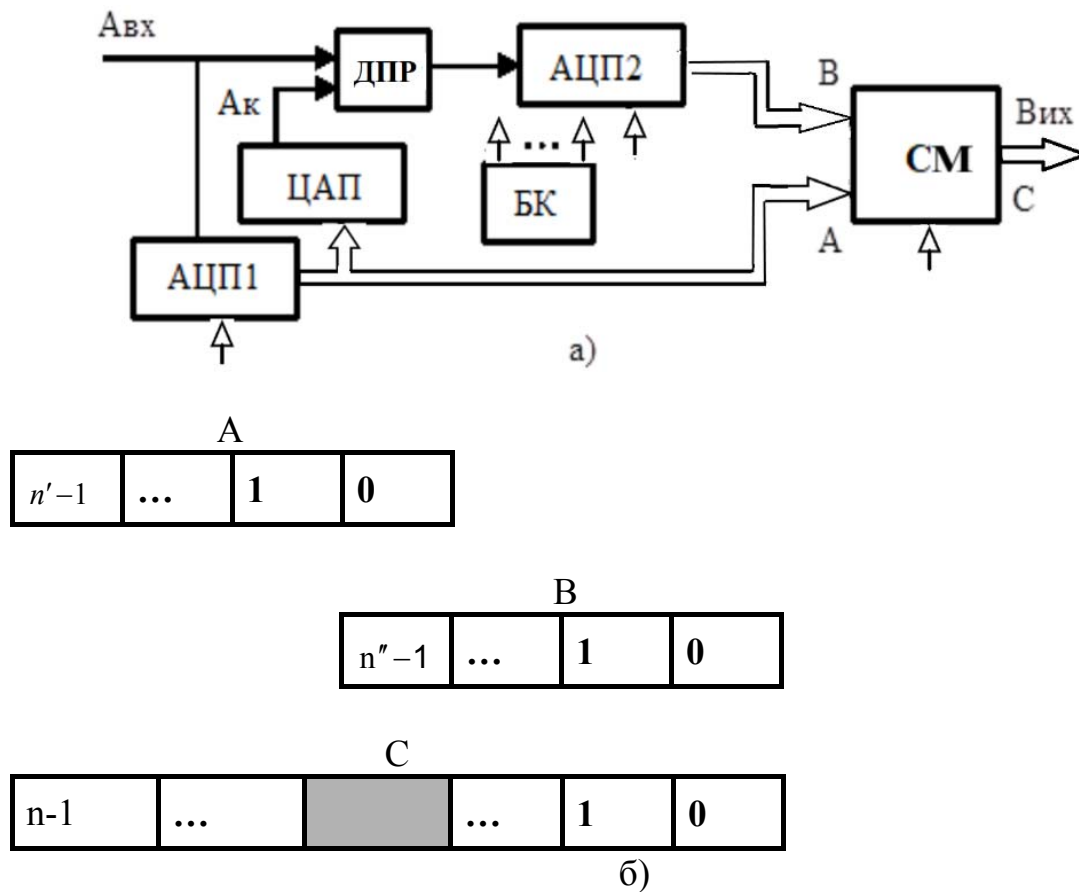 Авх
ДПР
АЦП2
В
Ак
Вих
ЦАП
...
БК
СМ
С
А
АЦП1
а)
А
n′−1 ... 1 0
В
n″−1 ... 1 0
С
n-1 ... ... 1 0
б)